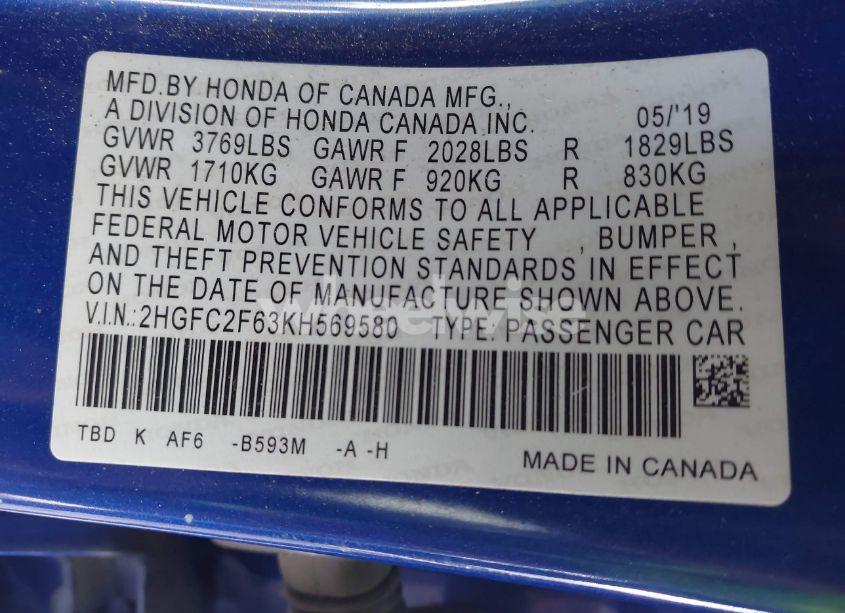 MFD.BY HONDA OF CANADA MFG.,
A DIVISION OF HONDA CANADA INC. 05/'19
GVWR 3769LBS GAWR F 2028LBS R 1829LBS
GVWR 1710KG GAWR F 920KG R 830KG
THIS VEHICLE CONFORMS TO ALL APPLICABLE
FEDERAL MOTOR VEHICLE SAFETY , BUMPER ,
AND THEFT PREVENTION STANDARDS IN EFFECT
ON THE DATE OF MANUFACTURE SHOWN ABOVE.
V.I.N.:2HGFC2F63KH569580 TYPE: PASSENGER CAR
TBD K AF6 -B593M -A -H
MADE IN CANADA